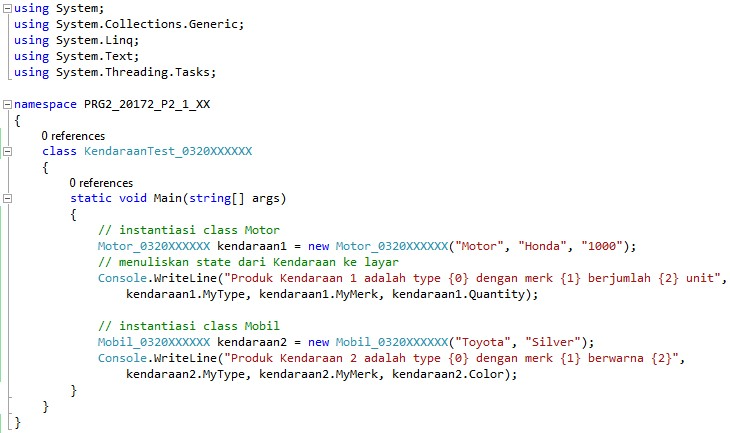 using System;
using System.Collections.Generic;
using System.Linq;
using System.Text;
using System.Threading.Tasks;
namespace PRG2_20172_P2_1_XX
{
0 references
class KendaraanTest_0320XXXXXX
{
0 references
static void Main(string[] args)
{
// instantiasi class Motor
Motor_0320XXXXXX kendaraan1 = new Motor_0320XXXXXX("Motor", "Honda", "1000");
// menuliskan state dari Kendaraan ke layar
Console.WriteLine("Produk Kendaraan 1 adalah type {0} dengan merk {1} berjumlah {2} unit",
kendaraan1.MyType, kendaraan1.MyMerk, kendaraan1.Quantity);
// instantiasi class Mobil
Mobil_0320XXXXXX kendaraan2 = new Mobil_0320XXXXXX("Toyota", "Silver");
Console.WriteLine("Produk Kendaraan 2 adalah type {0} dengan merk {1} berwarna {2}",
kendaraan2.MyType, kendaraan2.MyMerk, kendaraan2.Color);
}
}
}